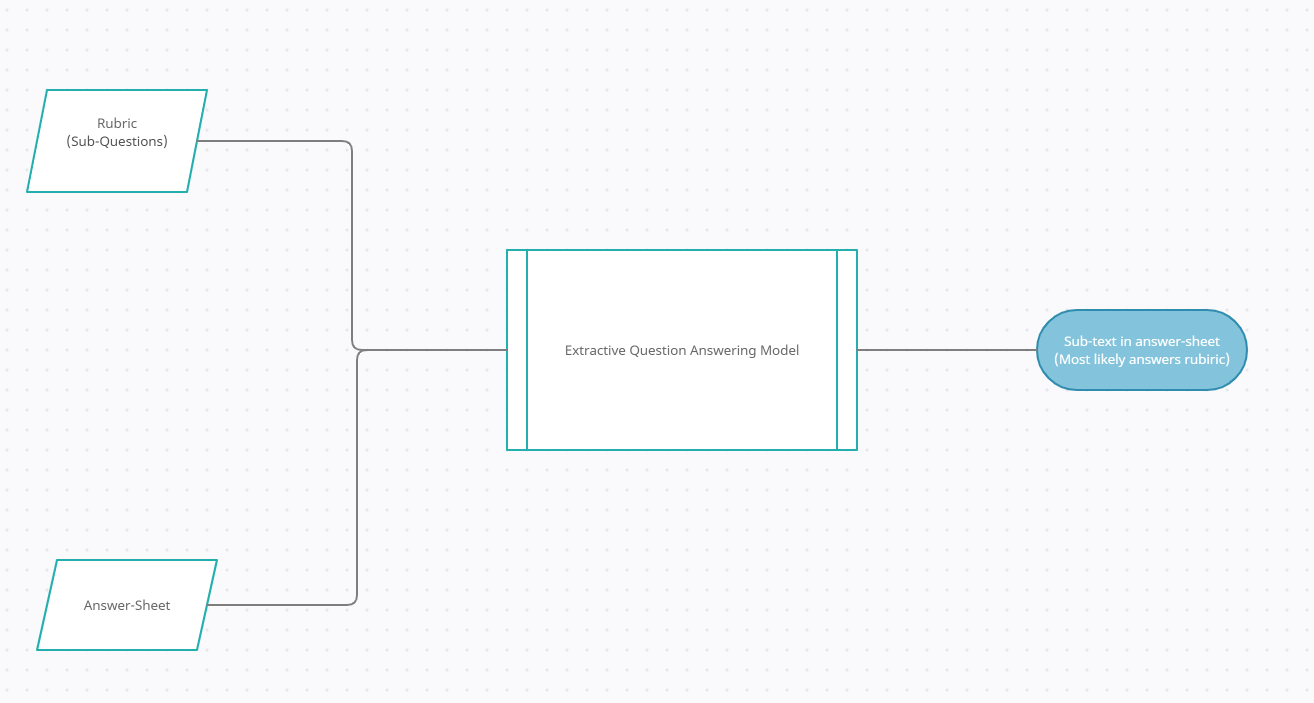 Rubric
(Sub-Questions)
Extractive Question Answering Model
Sub-text in answer-sheet
(Most likely answers rubiric)
Answer-Sheet